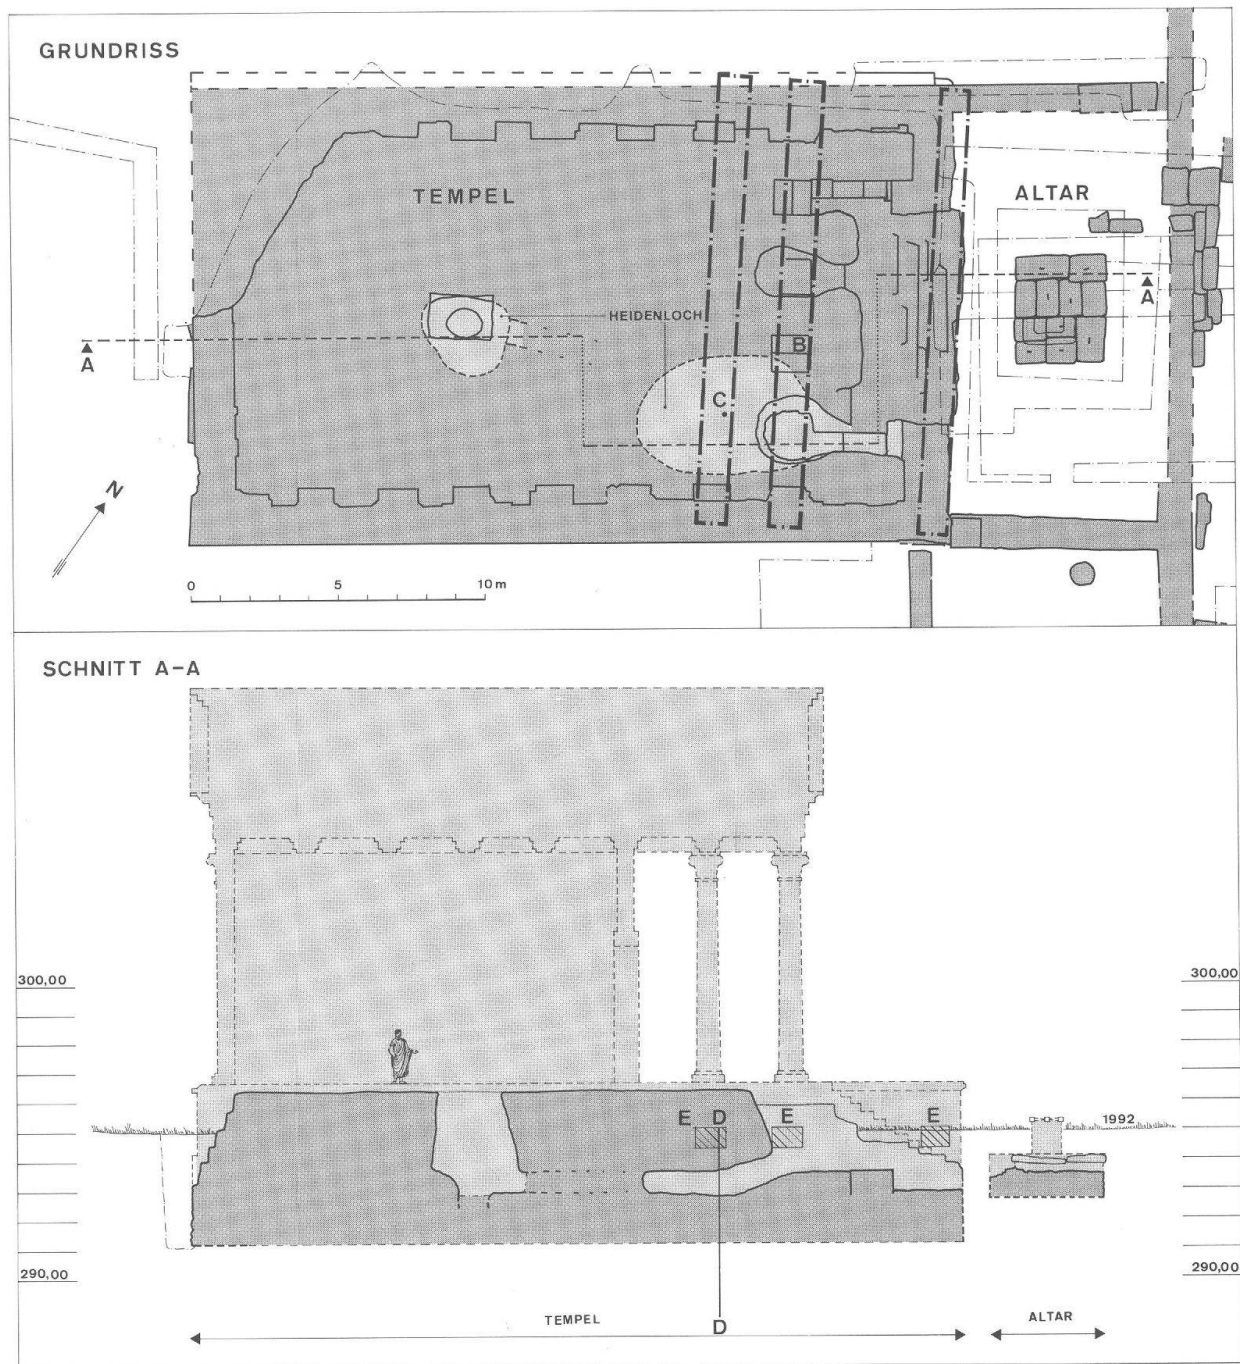 GRUNDRISS
TEMPEL
ALTAR
HEIDENLOCH
A
A
B
C
N
0 5 10 m
SCHNITT A-A
300,00
300,00
E D E E
1992
290,00
290,00
TEMPEL
ALTAR
D